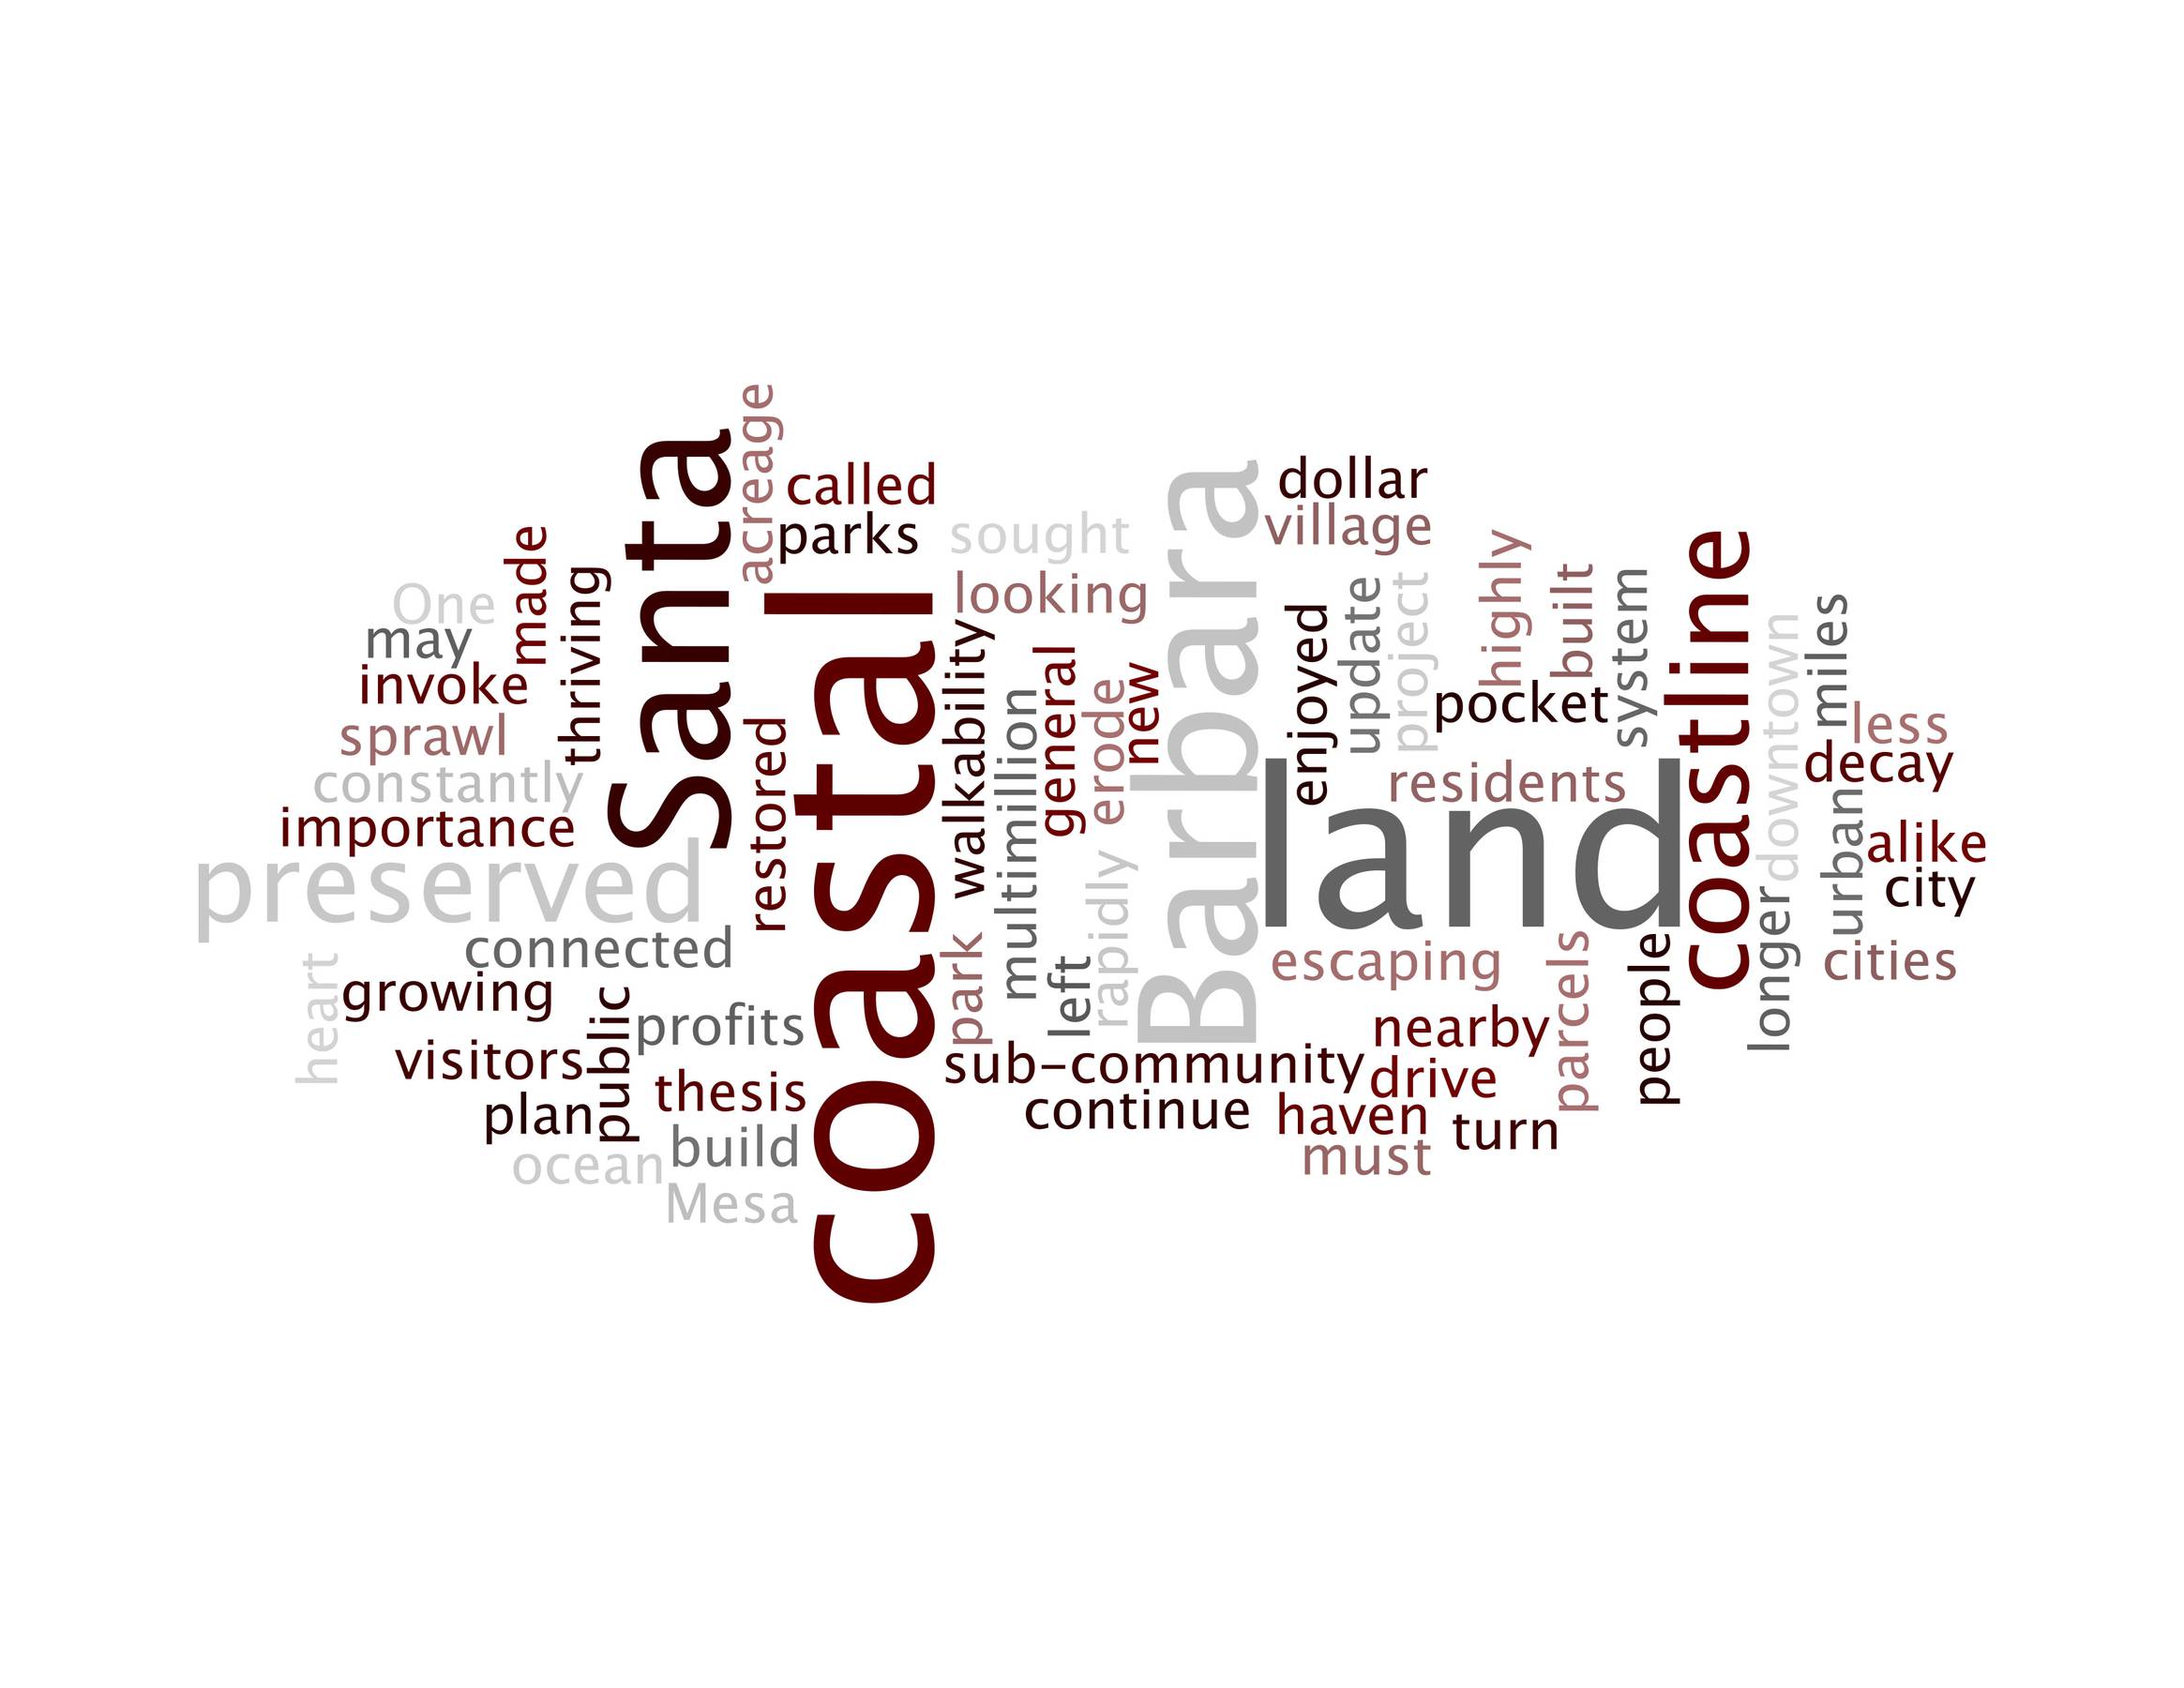 acreage
Santa
called
parks
sought
looking
dollar
village
Barbara
made
One
may
invoke
sprawl
constantly
importance
thriving
preserved
restored
coastal
walkability
multimillion
general
erode
new
rapidly
enjoyed
update
project
highly
built
system
pocket
residents
land
coastline
downtown
miles
less
decay
urban
alike
city
cities
longer
connected
growing
heart
visitors
public
profits
thesis
plan
build
ocean
Mesa
park
left
escaping
parcels
people
nearby
sub-community
drive
continue
haven
turn
must